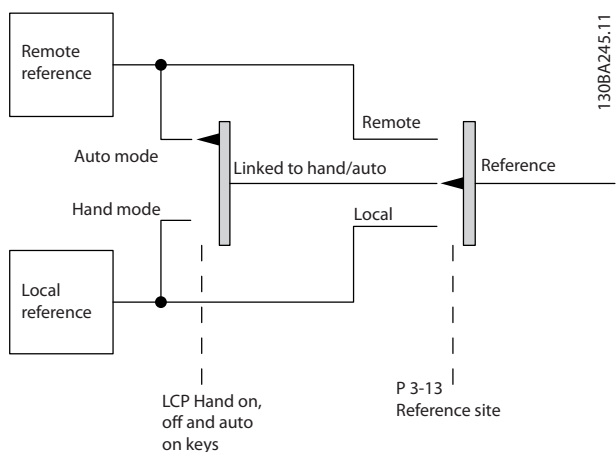 Remote
reference
130BA245.11
Remote
Auto mode
Linked to hand/auto
Reference
Hand mode
Local
Local
reference
LCP Hand on,
off and auto
on keys
P 3-13
Reference site